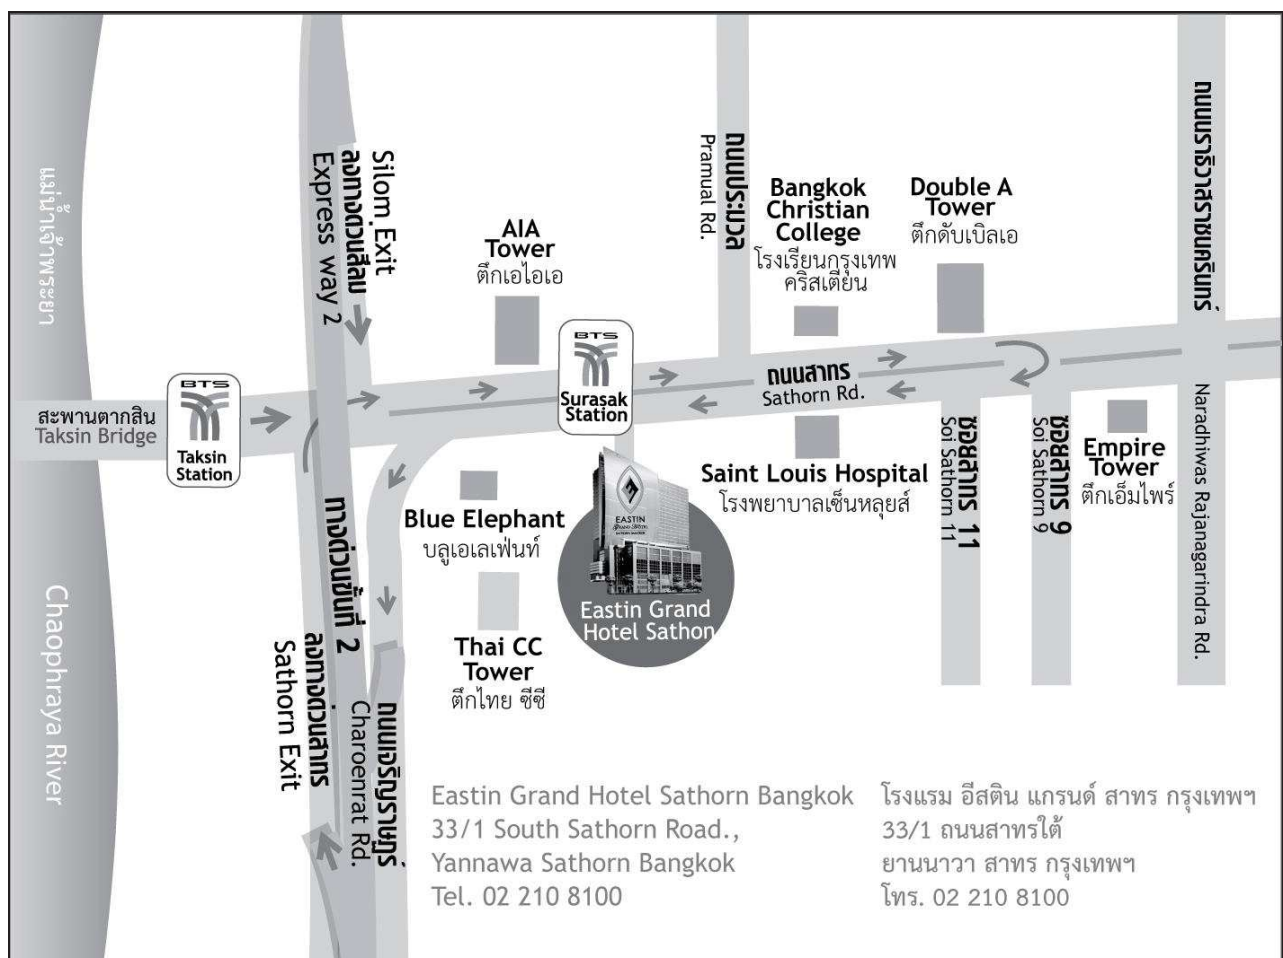 แม่น้ำเจ้าพระยา
Chaophraya River
สะพานตากสิน
Taksin Bridge
BTS
Taksin
Station
Silom Exit
ลงทางด่วนสีลม
Express way 2
ทางด่วนขั้นที่ 2
ลงทางด่วนสาทร
Sathorn Exit
ถนนเจริญราษฎร์
Charoenrat Rd.
AIA
Tower
ตึกเอไอเอ
BTS
Surasak
Station
ถนนประมวล
Pramual Rd.
Bangkok
Christian
College
โรงเรียนกรุงเทพ
คริสเตียน
Double A
Tower
ตึกดับเบิลเอ
ถนนนราธิวาสราชนครินทร์
Naradhiwas Rajanagarindra Rd.
ถนนสาทร
Sathorn Rd.
Blue Elephant
บลูเอเลเฟ่นท์
Thai CC
Tower
ตึกไทย ซีซี
EASTIN
Eastin Grand
Hotel Sathon
Saint Louis Hospital
โรงพยาบาลเซ็นหลุยส์
ซอยสาทร 11
Soi Sathorn 11
ซอยสาทร 9
Soi Sathorn 9
Empire
Tower
ตึกเอ็มไพร์
Eastin Grand Hotel Sathorn Bangkok
33/1 South Sathorn Road.,
Yannawa Sathorn Bangkok
Tel. 02 210 8100
โรงแรม อีสติน แกรนด์ สาทร กรุงเทพฯ
33/1 ถนนสาทรใต้
ยานนาวา สาทร กรุงเทพฯ
โทร. 02 210 8100